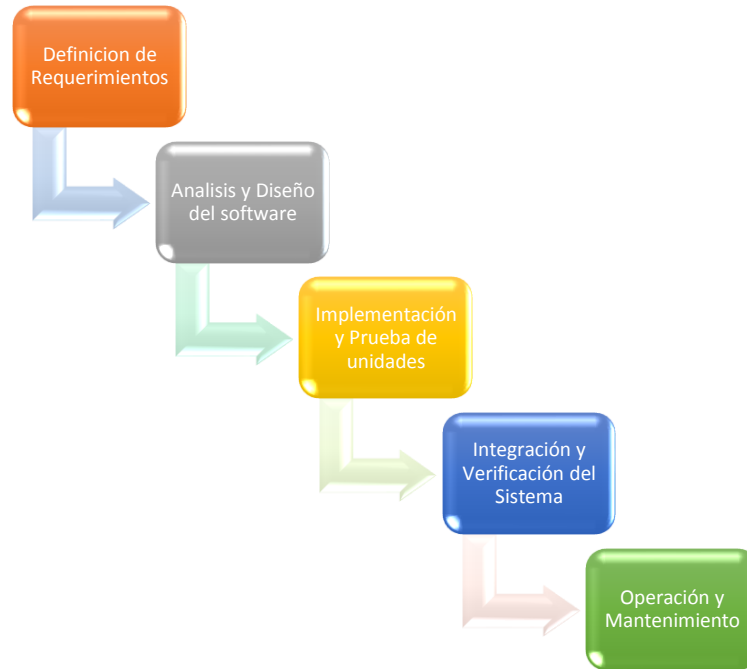 Definicion de
Requerimientos
Analisis y Diseño
del software
Implementación
y Prueba de
unidades
Integración y
Verificación del
Sistema
Operación y
Mantenimiento